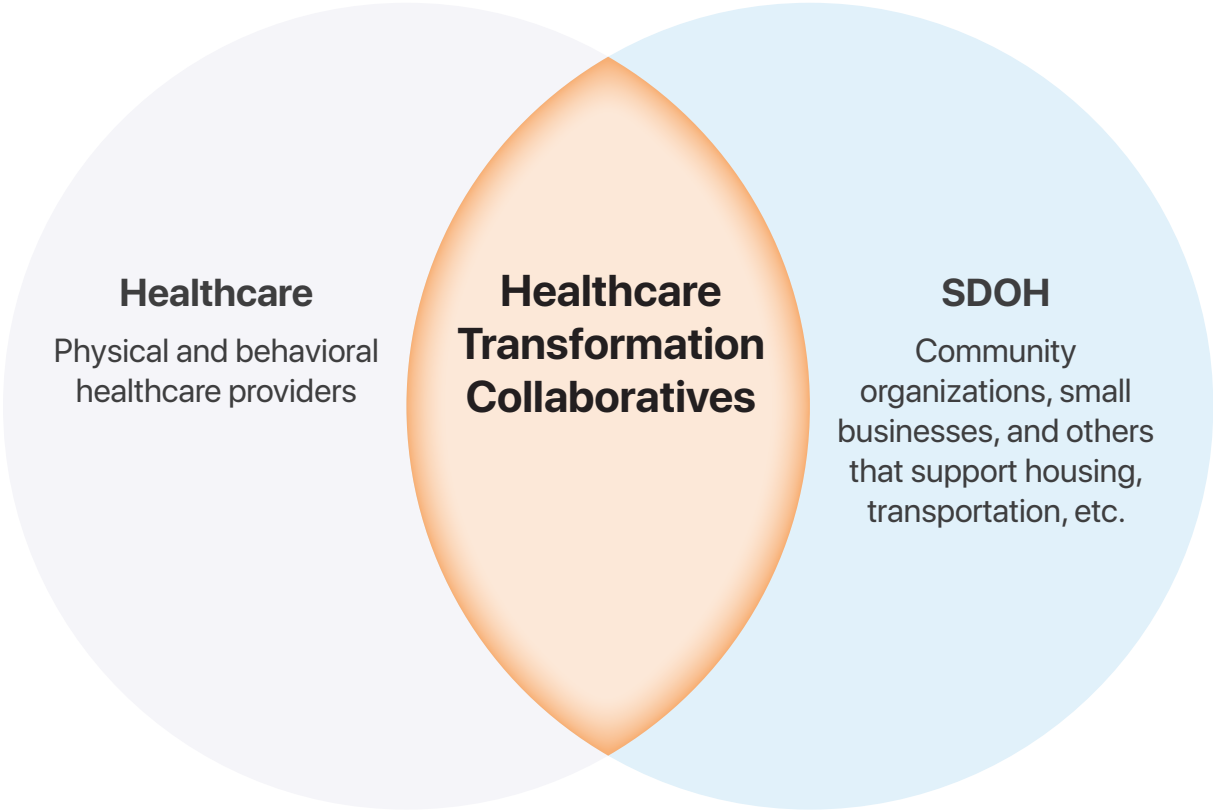 Healthcare
Physical and behavioral
healthcare providers
Healthcare
Transformation
Collaboratives
SDOH
Community
organizations, small
businesses, and others
that support housing,
transportation, etc.